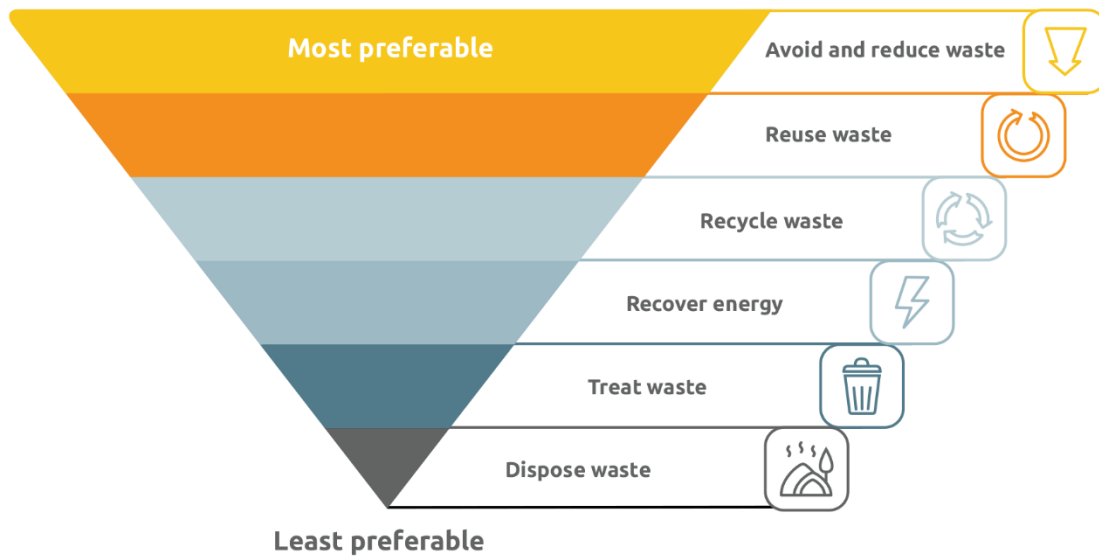 Most preferable
Avoid and reduce waste
Reuse waste
Recycle waste
Recover energy
Treat waste
Dispose waste
Least preferable